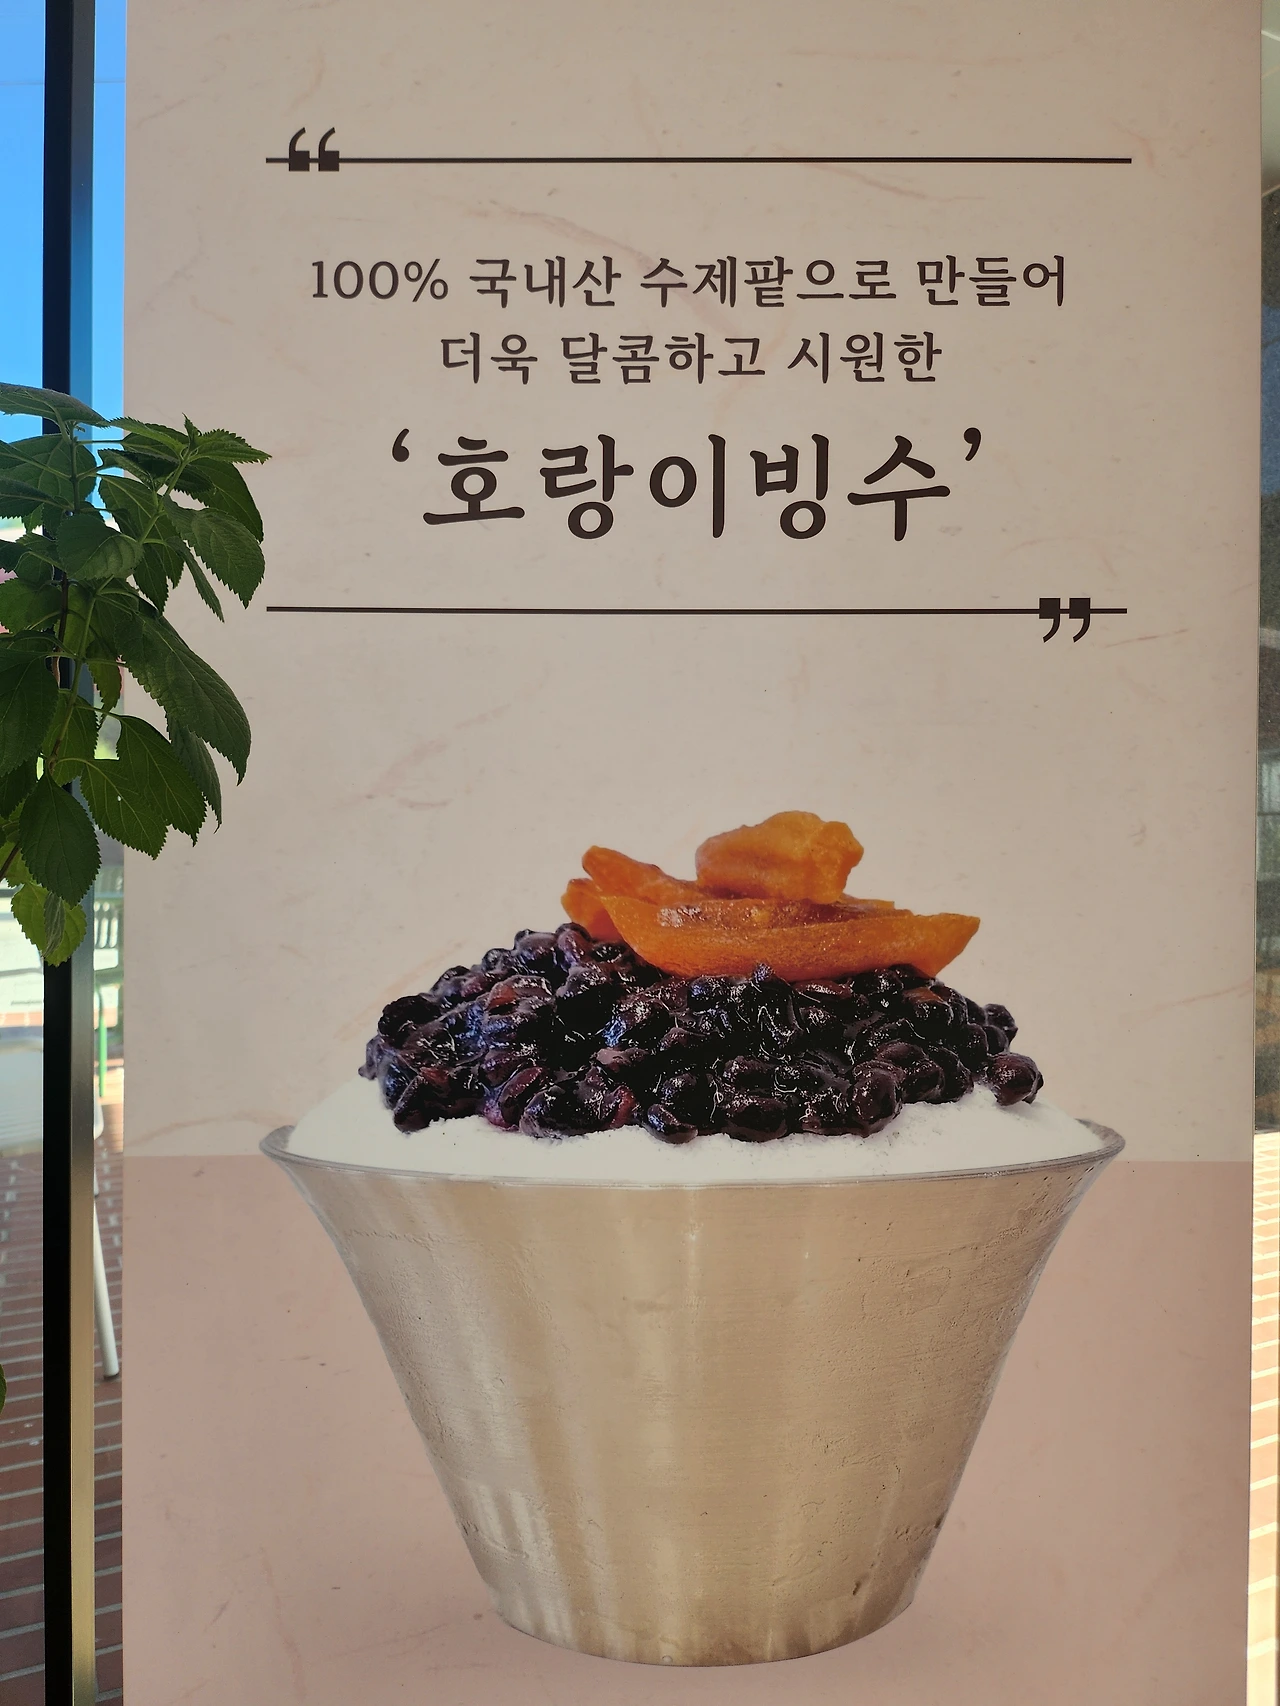 “
100% 국내산 수제팥으로 만들어
더욱 달콤하고 시원한
‘호랑이빙수’
”